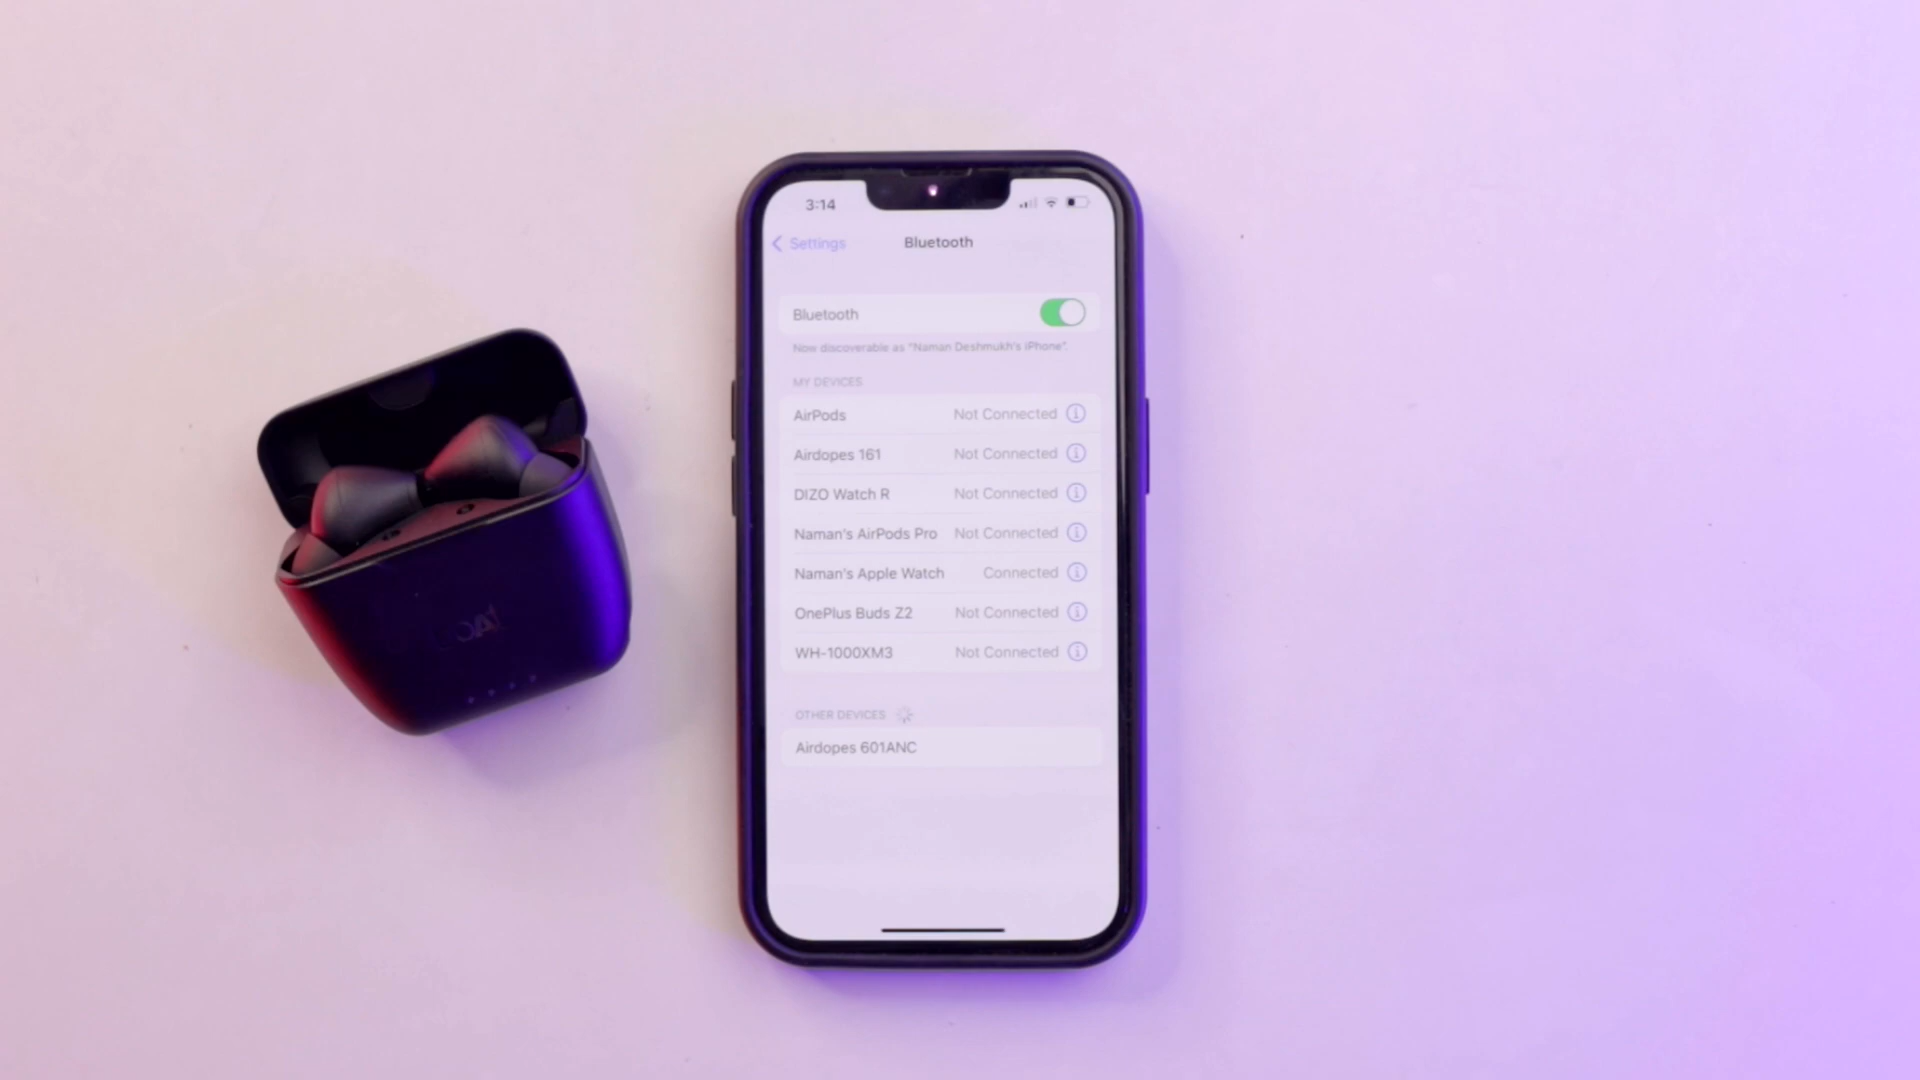 3:14
Settings
Bluetooth
Bluetooth
Now discoverable as "Naman Deshmukh's iPhone".
MY DEVICES
AirPods Not Connected
Airdopes 161 Not Connected
DIZO Watch R Not Connected
Naman's AirPods Pro Not Connected
Naman's Apple Watch Connected
OnePlus Buds Z2 Not Connected
WH-1000XM3 Not Connected
OTHER DEVICES
Airdopes 601ANC